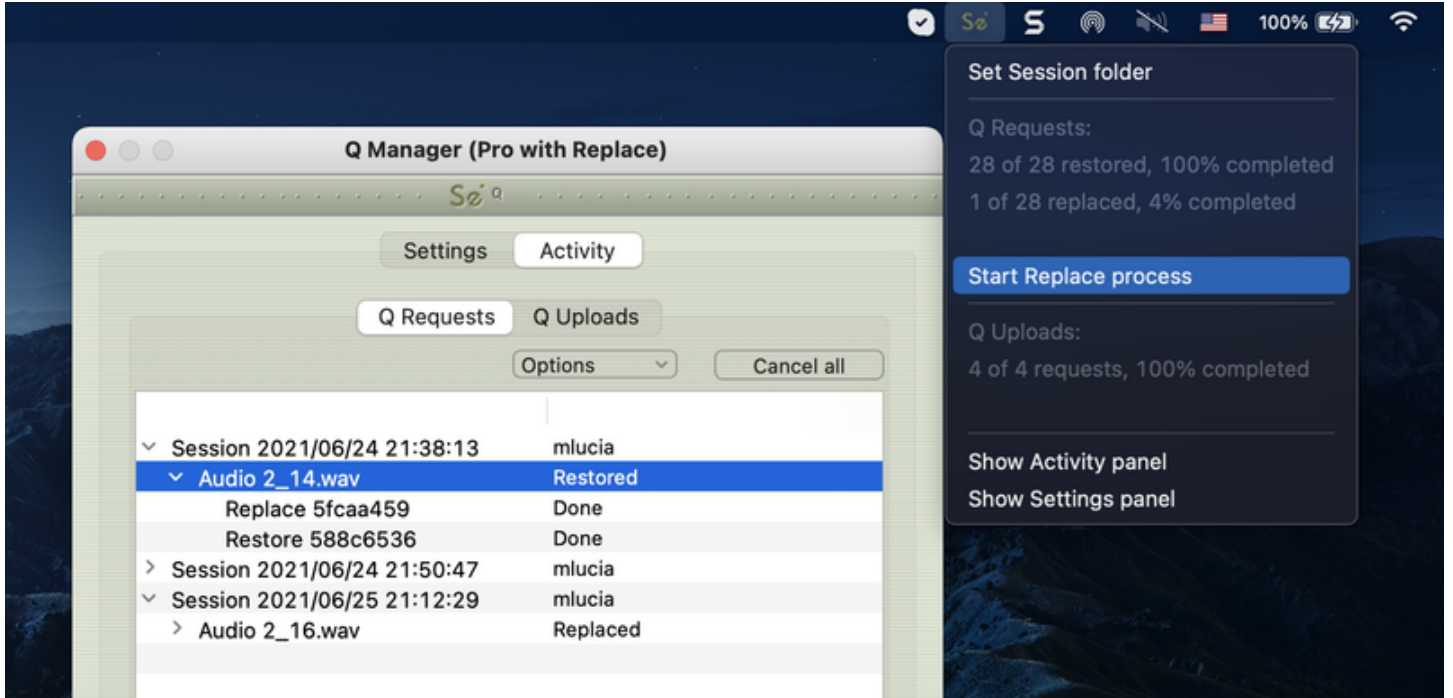 Sø S 100%
Set Session folder
Q Requests:
28 of 28 restored, 100% completed
1 of 28 replaced, 4% completed
Start Replace process
Q Uploads:
4 of 4 requests, 100% completed
Show Activity panel
Show Settings panel
Q Manager (Pro with Replace)
Sø Q
Settings Activity
Q Requests Q Uploads
Options Cancel all
Session 2021/06/24 21:38:13 mlucia
Audio 2_14.wav Restored
Replace 5fcaa459 Done
Restore 588c6536 Done
Session 2021/06/24 21:50:47 mlucia
Session 2021/06/25 21:12:29 mlucia
Audio 2_16.wav Replaced